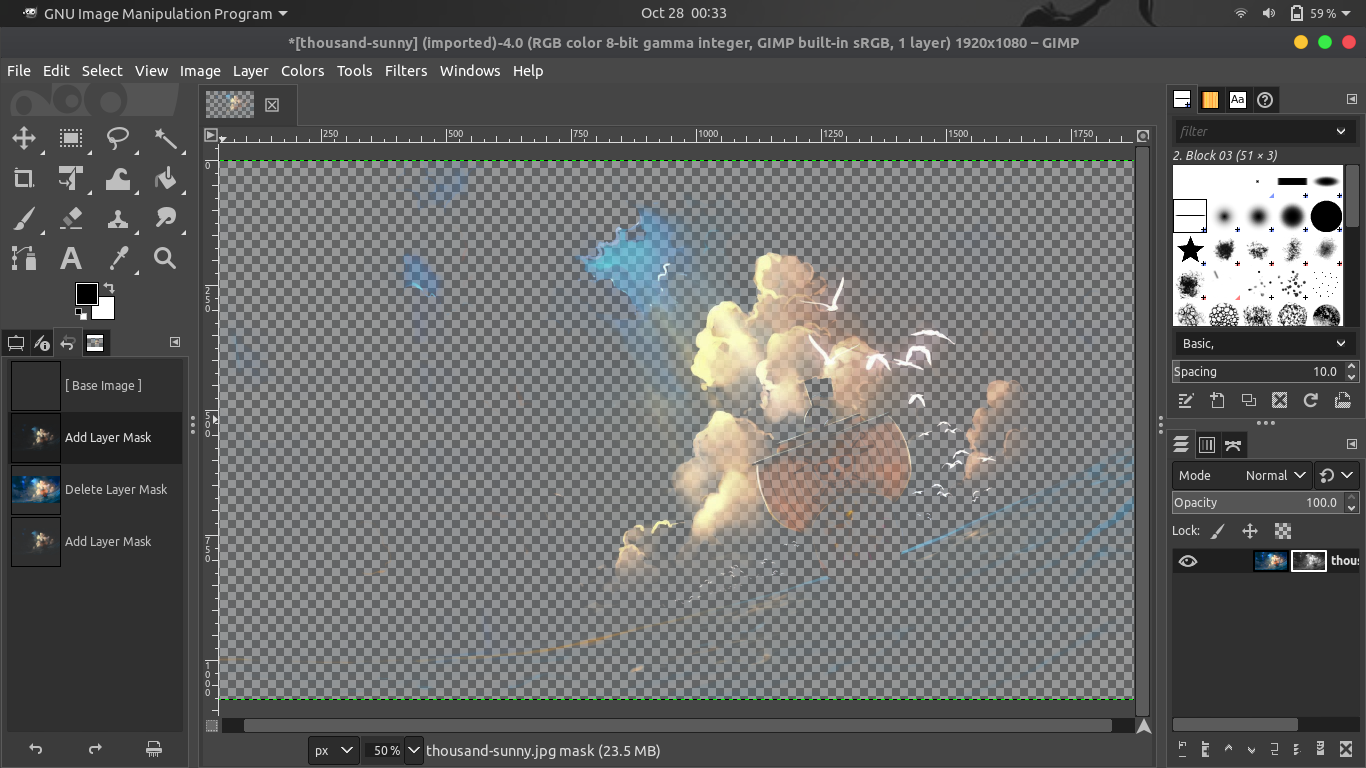 GNU Image Manipulation Program
Oct 28 00:33
59 %
*[thousand-sunny] (imported)-4.0 (RGB color 8-bit gamma integer, GIMP built-in sRGB, 1 layer) 1920x1080 – GIMP
File Edit Select View Image Layer Colors Tools Filters Windows Help
Aa
250 500 750 1000 1250 1500 1750
filter
2. Block 03 (51 × 3)
0
250
500
750
1000
A
Basic,
Spacing 10.0
[ Base Image ]
Add Layer Mask
Delete Layer Mask
Add Layer Mask
Mode Normal
Opacity 100.0
Lock:
thous
px 50 % thousand-sunny.jpg mask (23.5 MB)